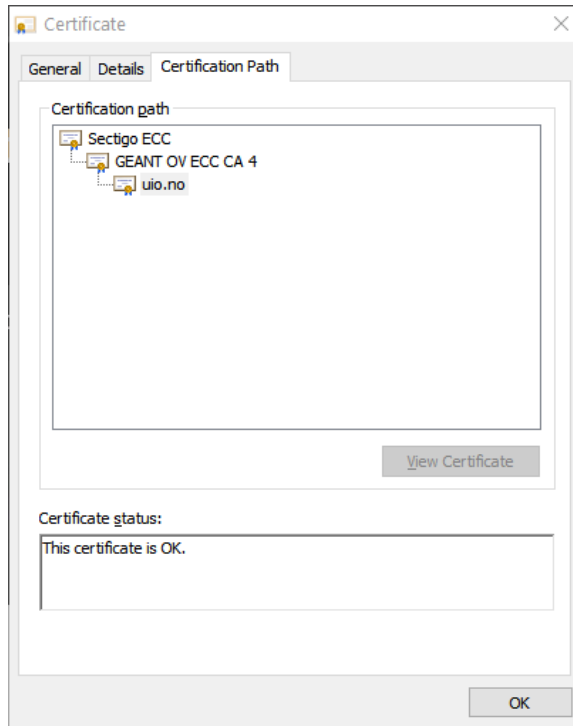 Certificate
General Details Certification Path
Certification path
Sectigo ECC
GEANT OV ECC CA 4
uio.no
View Certificate
Certificate status:
This certificate is OK.
OK